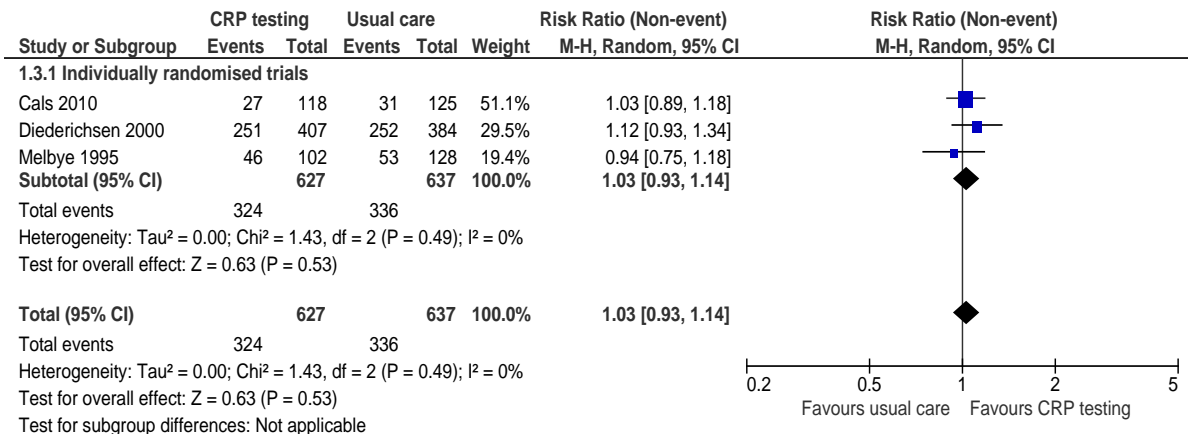 CRP testing Usual care Risk Ratio (Non-event) Risk Ratio (Non-event)
Study or Subgroup Events Total Events Total Weight M-H, Random, 95% CI M-H, Random, 95% CI
1.3.1 Individually randomised trials
Cals 2010 27 118 31 125 51.1% 1.03 [0.89, 1.18]
Diederichsen 2000 251 407 252 384 29.5% 1.12 [0.93, 1.34]
Melbye 1995 46 102 53 128 19.4% 0.94 [0.75, 1.18]
Subtotal (95% CI) 627 637 100.0% 1.03 [0.93, 1.14]
Total events 324 336
Heterogeneity: Tau² = 0.00; Chi² = 1.43, df = 2 (P = 0.49); I² = 0%
Test for overall effect: Z = 0.63 (P = 0.53)
Total (95% CI) 627 637 100.0% 1.03 [0.93, 1.14]
Total events 324 336
Heterogeneity: Tau² = 0.00; Chi² = 1.43, df = 2 (P = 0.49); I² = 0%
Test for overall effect: Z = 0.63 (P = 0.53)
Test for subgroup differences: Not applicable
0.2 0.5 1 2 5
Favours usual care Favours CRP testing